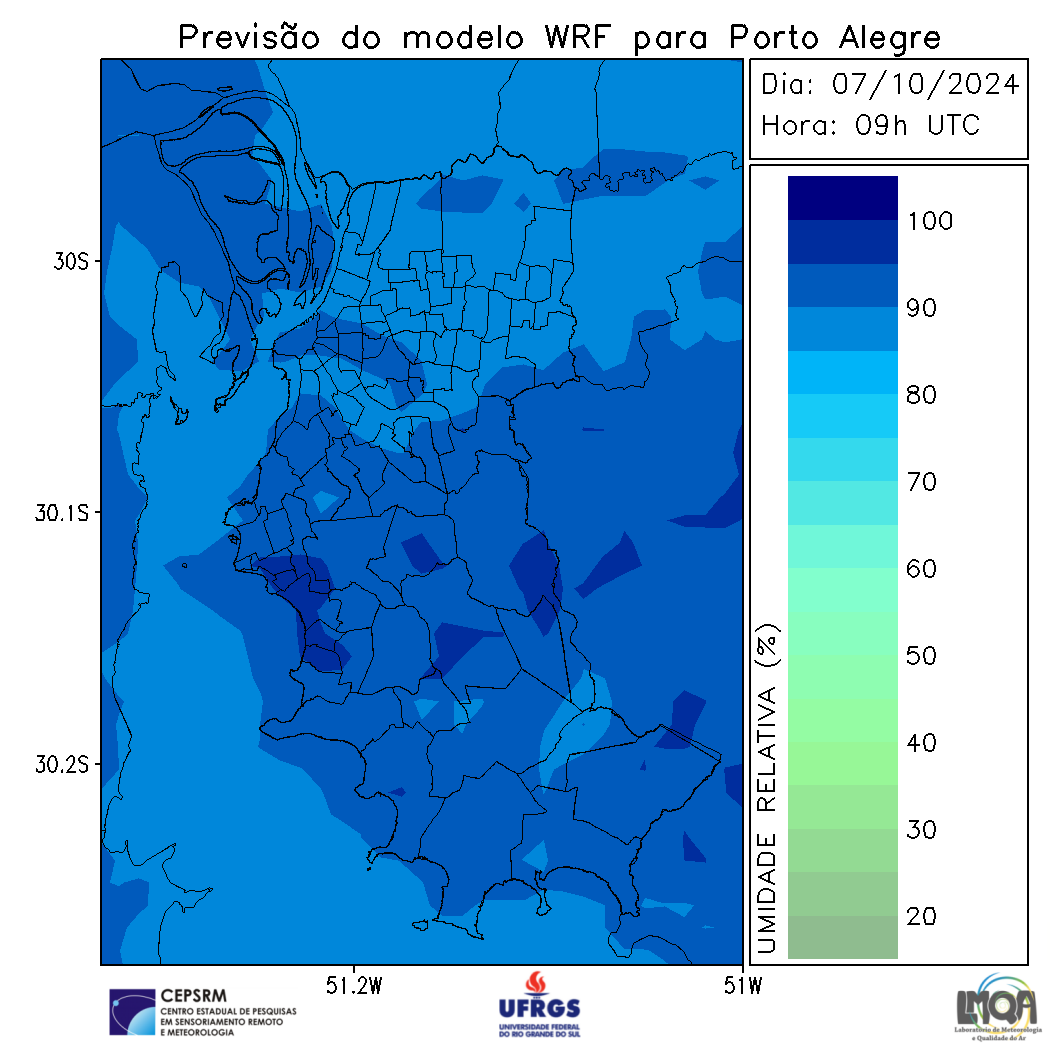 Previsão do modelo WRF para Porto Alegre
Dia: 07/10/2024
Hora: 09h UTC
30S
30.1S
30.2S
51.2W
51W
UMIDADE RELATIVA (%)
100
90
80
70
60
50
40
30
20
CEPSRM
CENTRO ESTADUAL DE PESQUISAS
EM SENSORIAMENTO REMOTO
E METEOROLOGIA
UFRGS
UNIVERSIDADE FEDERAL
DO RIO GRANDE DO SUL
LMQA
Laboratório de Meteorologia
e Qualidade do Ar